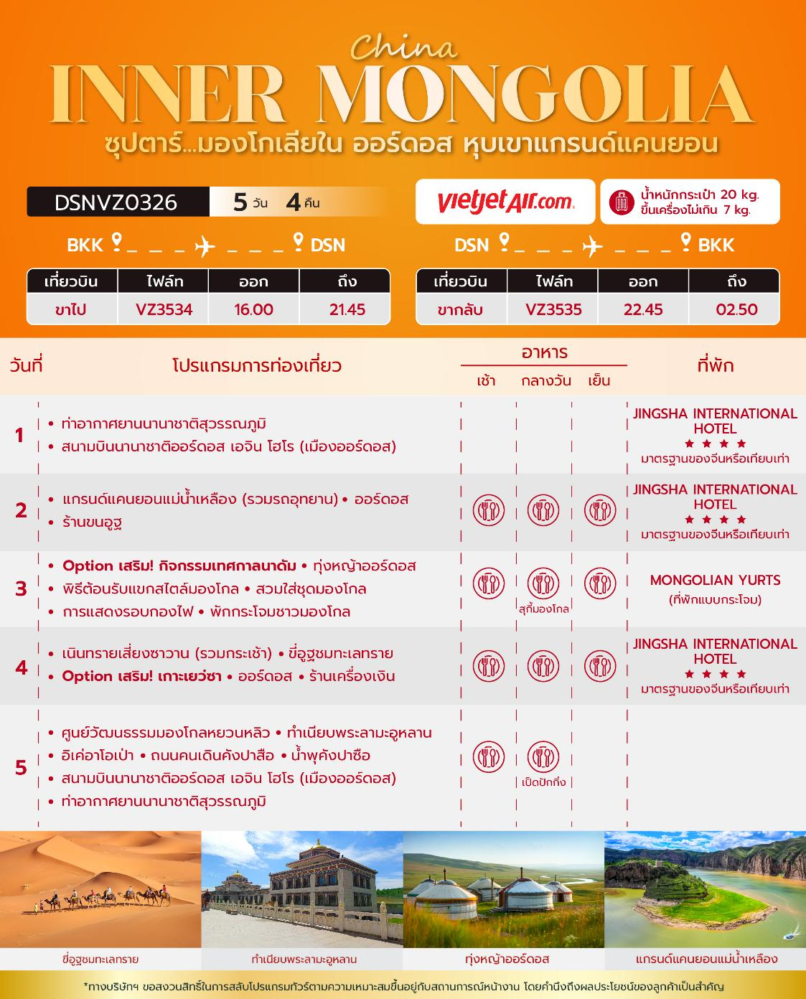 China
INNER MONGOLIA
ซุปตาร์...มองโกเลียใน ออร์ดอส หุบเขาแกรนด์แคนยอน
DSNVZ0326 5 วัน 4 คืน
vietjet Air.com
น้ำหนักกระเป๋า 20 kg.
ขึ้นเครื่องไม่เกิน 7 kg.
BKK DSN
เที่ยวบิน ไฟล์ท ออก ถึง
ขาไป VZ3534 16.00 21.45
DSN BKK
เที่ยวบิน ไฟล์ท ออก ถึง
ขากลับ VZ3535 22.45 02.50
วันที่ โปรแกรมการท่องเที่ยว อาหาร ที่พัก
เช้า กลางวัน เย็น
1
• ท่าอากาศยานนานาชาติสุวรรณภูมิ
• สนามบินนานาชาติออร์ดอส เอจิน โฮโร (เมืองออร์ดอส)
JINGSHA INTERNATIONAL
HOTEL
★ ★ ★ ★
มาตรฐานของจีนหรือเทียบเท่า
2
• แกรนด์แคนยอนแม่น้ำเหลือง (รวมรถอุทยาน) • ออร์ดอส
• ร้านขนอูฐ
JINGSHA INTERNATIONAL
HOTEL
★ ★ ★ ★
มาตรฐานของจีนหรือเทียบเท่า
3
• Option เสริม! กิจกรรมเทศกาลนาดัม • ทุ่งหญ้าออร์ดอส
• พิธีต้อนรับแขกสไตล์มองโกล • สวมใส่ชุดมองโกล
• การแสดงรอบกองไฟ • พักกระโจมชาวมองโกล
สุกี้มองโกล
MONGOLIAN YURTS
(ที่พักแบบกระโจม)
4
• เนินทรายเสี่ยงซาวาน (รวมกระเช้า) • ขี่อูฐชมทะเลทราย
• Option เสริม! เกาะเยว่ซา • ออร์ดอส • ร้านเครื่องเงิน
JINGSHA INTERNATIONAL
HOTEL
★ ★ ★ ★
มาตรฐานของจีนหรือเทียบเท่า
5
• ศูนย์วัฒนธรรมมองโกลหยวนหลิว • ทำเนียบพระลามะอูหลาน
• อิเค่อาโอเป่า • ถนนคนเดินคังปาสือ • น้ำพุคังปาซือ
• สนามบินนานาชาติออร์ดอส เอจิน โฮโร (เมืองออร์ดอส)
• ท่าอากาศยานนานาชาติสุวรรณภูมิ
เป็ดปักกิ่ง
ขี่อูฐชมทะเลทราย
ทำเนียบพระลามะอูหลาน
ทุ่งหญ้าออร์ดอส
แกรนด์แคนยอนแม่น้ำเหลือง
*ทางบริษัทฯ ขอสงวนสิทธิ์ในการสลับโปรแกรมทัวร์ตามความเหมาะสมขึ้นอยู่กับสถานการณ์หน้างาน โดยคำนึงถึงผลประโยชน์ของลูกค้าเป็นสำคัญ